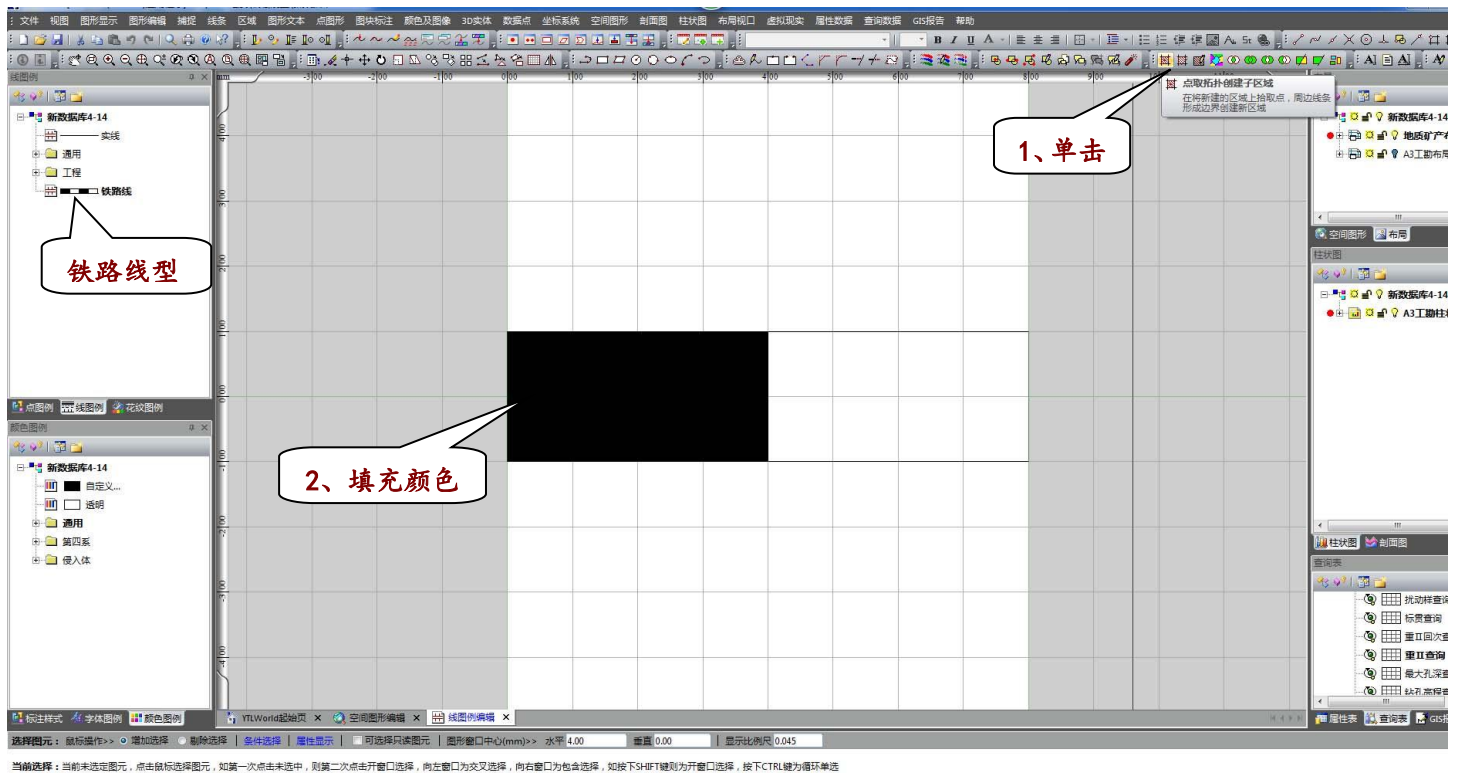 文件 视图 图形显示 图形编辑 捕捉 线条 区域 图形文本 点图形 图块标注 颜色及图像 3D实体 数据点 坐标系统 空间图形 剖面图 柱状图 布局视口 虚拟现实 属性数据 查询数据 GIS报告 帮助
线图例
新数据库4-14
实线
通用
工程
铁路线
铁路线型
点图例 线图例 花纹图例
颜色图例
新数据库4-14
自定义...
透明
通用
第四系
侵入体
标注样式 字体图例 颜色图例
mm
点取拓扑创建子区域
在将新建的区域上拾取点，周边线条
形成边界创建新区域
1、单击
2、填充颜色
新数据库4-14
地质矿产
A3工勘布局
空间图形 布局
柱状图
新数据库4-14
A3工勘柱
柱状图 剖面图
查询表
扰动样查询
标贯查询
重II回次
重II查询
最大孔深
钻孔高程
属性表 查询表 GIS
YTLWorld起始页 空间图形编辑 线图例编辑
选择图元： 鼠标操作>> 增加选择 剔除选择 条件选择 属性显示 可选择只读图元 图形窗口中心(mm)>> 水平 4.00 垂直 0.00 显示比例尺 0.045
当前选择：当前未选定图元，点击鼠标选择图元，如第一次点击未选中，则第二次点击开窗口选择，向左窗口为交叉选择，向右窗口为包含选择，如按下SHIFT键则为开窗口选择，按下CTRL键为循环单选